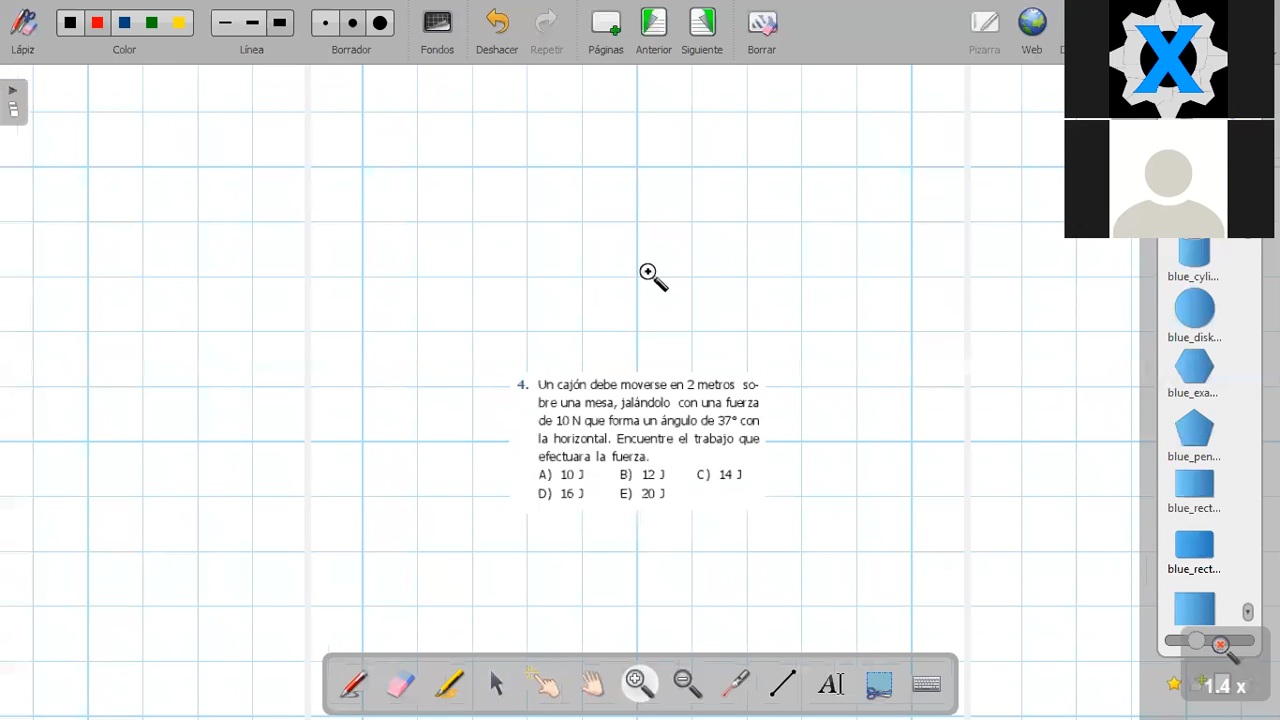 Lápiz
Color
Línea
Borrador
Fondos
Deshacer
Repetir
Páginas
Anterior
Siguiente
Borrar
Pizarra
Web
X
4. Un cajón debe moverse en 2 metros so-
bre una mesa, jalándolo con una fuerza
de 10 N que forma un ángulo de 37° con
la horizontal. Encuentre el trabajo que
efectuara la fuerza.
A) 10 J B) 12 J C) 14 J
D) 16 J E) 20 J
blue_cyli...
blue_disk...
blue_exa...
blue_pen...
blue_rect...
blue_rect...
1.4 x